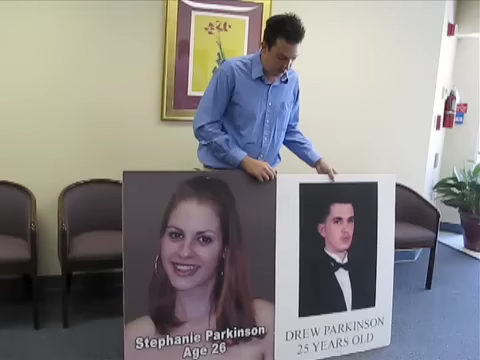 Stephanie Parkinson
Age 26
DREW PARKINSON
25 YEARS OLD